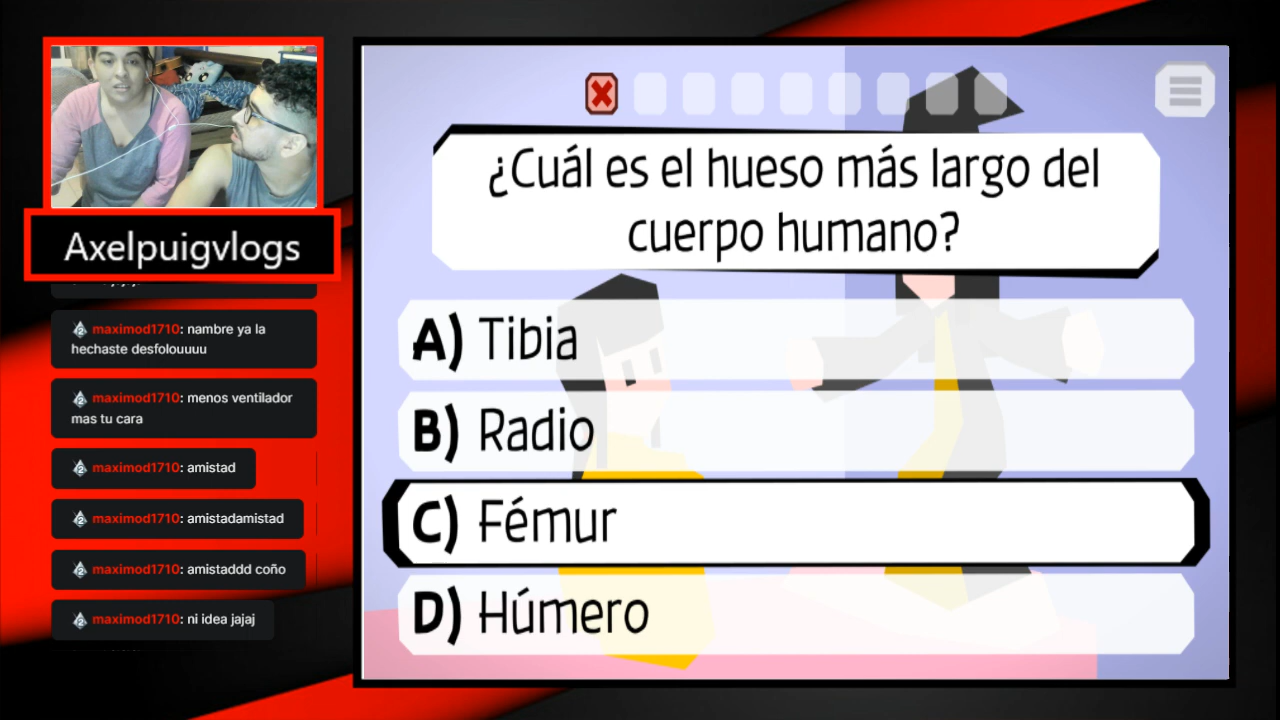 Axelpuigvlogs
maximod1710: nambre ya la
hechaste desfolouuuu
maximod1710: menos ventilador
mas tu cara
maximod1710: amistad
maximod1710: amistadamistad
maximod1710: amistaddd coño
maximod1710: ni idea jajaj
¿Cuál es el hueso más largo del
cuerpo humano?
A) Tibia
B) Radio
C) Fémur
D) Húmero